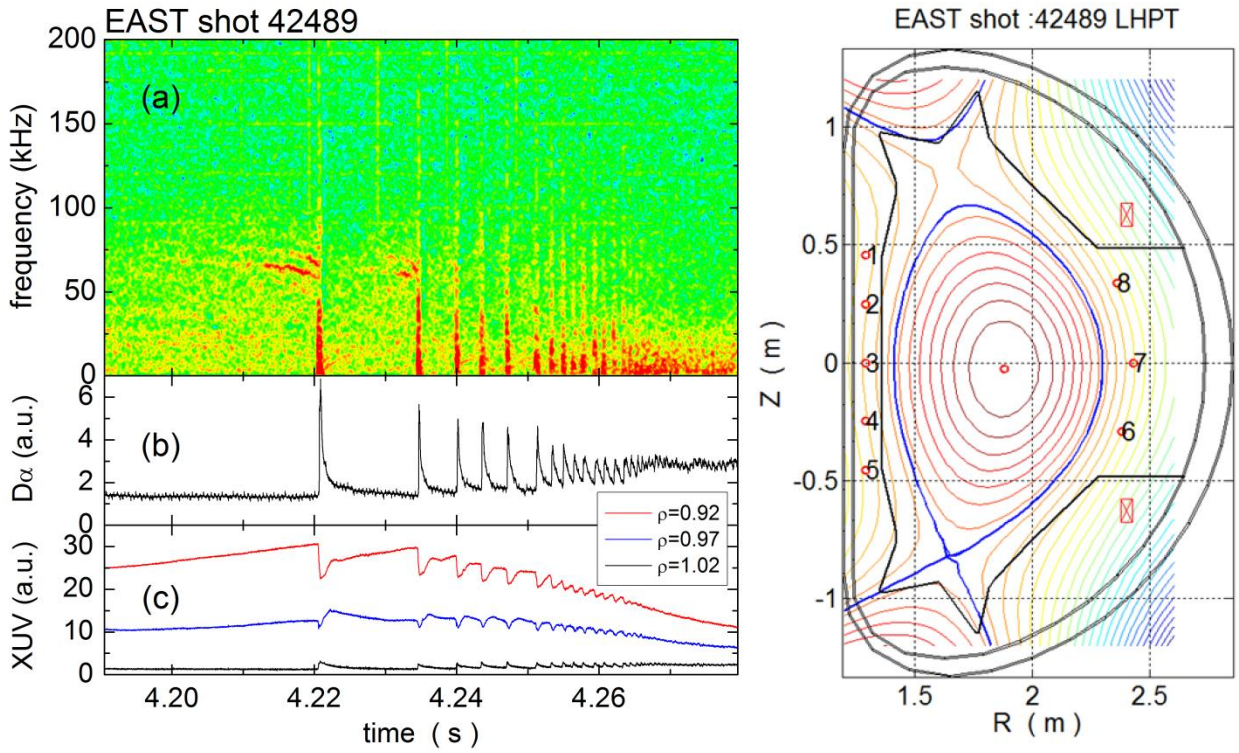 EAST shot 42489
200
150
100
50
0
frequency (kHz)
(a)
6
4
2
0
Dα (a.u.)
(b)
ρ=0.92
ρ=0.97
ρ=1.02
30
20
10
0
XUV (a.u.)
(c)
4.20 4.22 4.24 4.26
time ( s )
EAST shot :42489 LHPT
1
0.5
0
-0.5
-1
Z ( m )
1
2
3
4
5
8
7
6
1.5 2 2.5
R ( m )